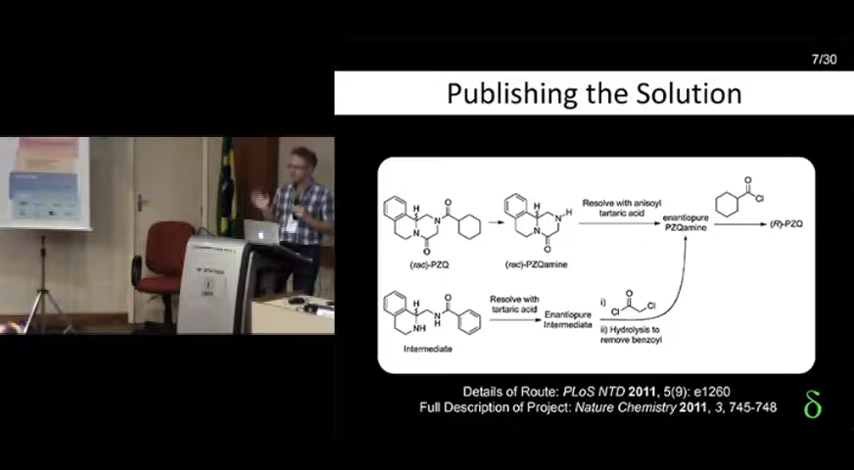 7/30
Publishing the Solution
H
N
N
O
O
(rac)-PZQ
H
N
N
H
O
(rac)-PZQamine
Resolve with anisoyl
tartaric acid
enantiopure
PZQamine
O
Cl
(R)-PZQ
H
NH
N
H
O
Intermediate
Resolve with
tartaric acid
Enantiopure
Intermediate
i)
O
Cl
Cl
ii) Hydrolysis to
remove benzoyl
Details of Route: PLoS NTD 2011, 5(9): e1260
Full Description of Project: Nature Chemistry 2011, 3, 745-748
δ